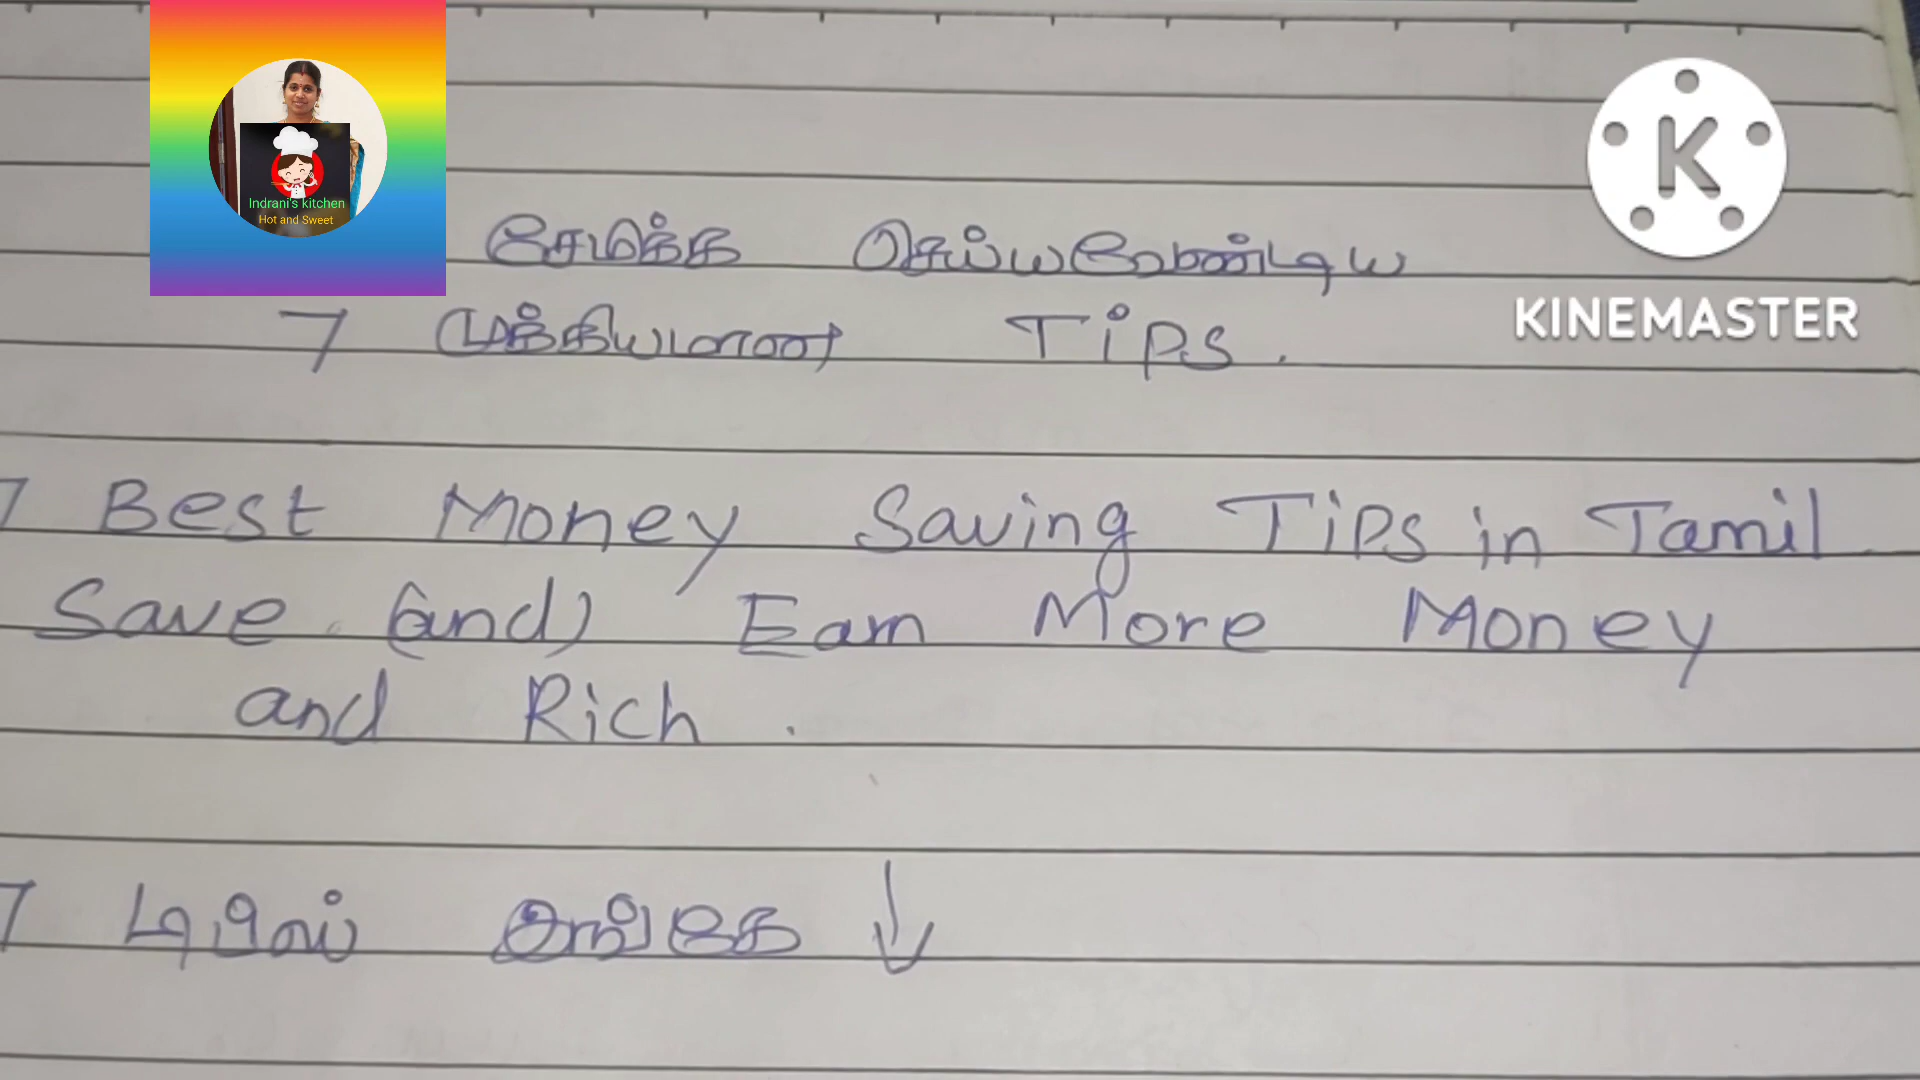 Indrani's kitchen
Hot and Sweet
சேமிக்க செய்யவேண்டிய
7 முக்கியமான Tips.
KINEMASTER
7 Best Money Saving Tips in Tamil
Save (and) Earn More Money
and Rich.
7 டிப்ஸ் இங்கே ↓